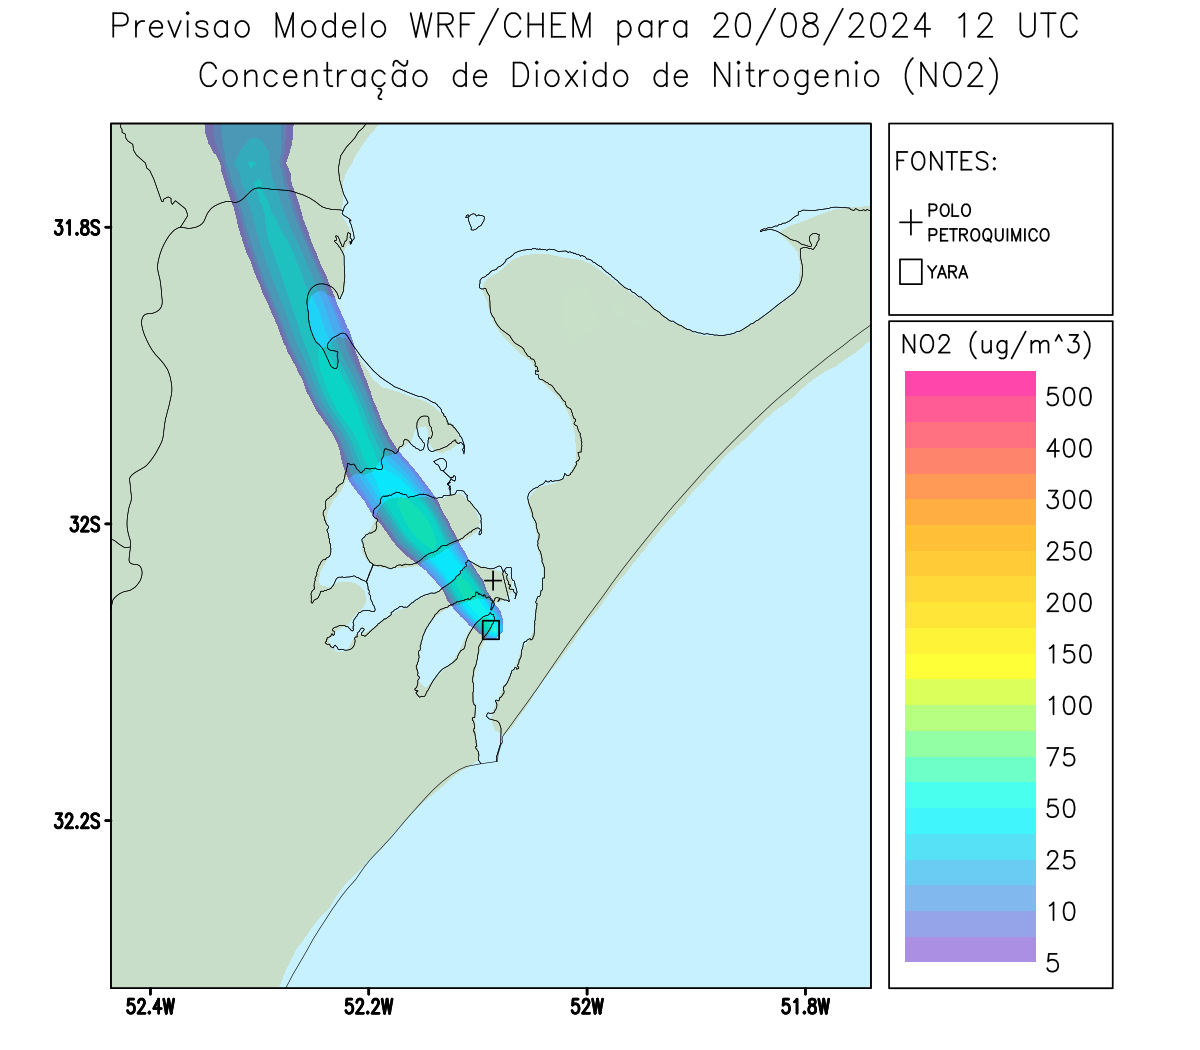 Previsao Modelo WRF/CHEM para 20/08/2024 12 UTC
Concentração de Dioxido de Nitrogenio (NO2)
FONTES:
POLO
PETROQUIMICO
YARA
NO2 (ug/m^3)
500
400
300
250
200
150
100
75
50
25
10
5
31.8S
32S
32.2S
52.4W
52.2W
52W
51.8W